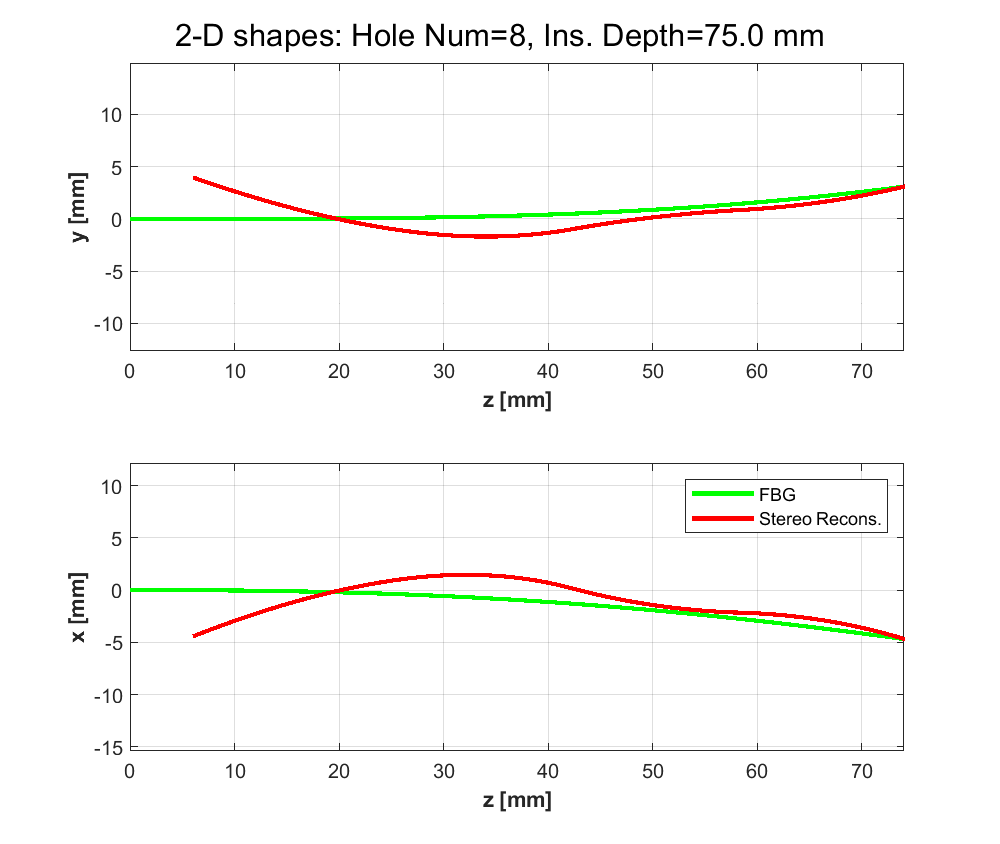 2-D shapes: Hole Num=8, Ins. Depth=75.0 mm
10
5
0
-5
-10
y [mm]
0 10 20 30 40 50 60 70
z [mm]
10
5
0
-5
-10
-15
x [mm]
FBG
Stereo Recons.
0 10 20 30 40 50 60 70
z [mm]